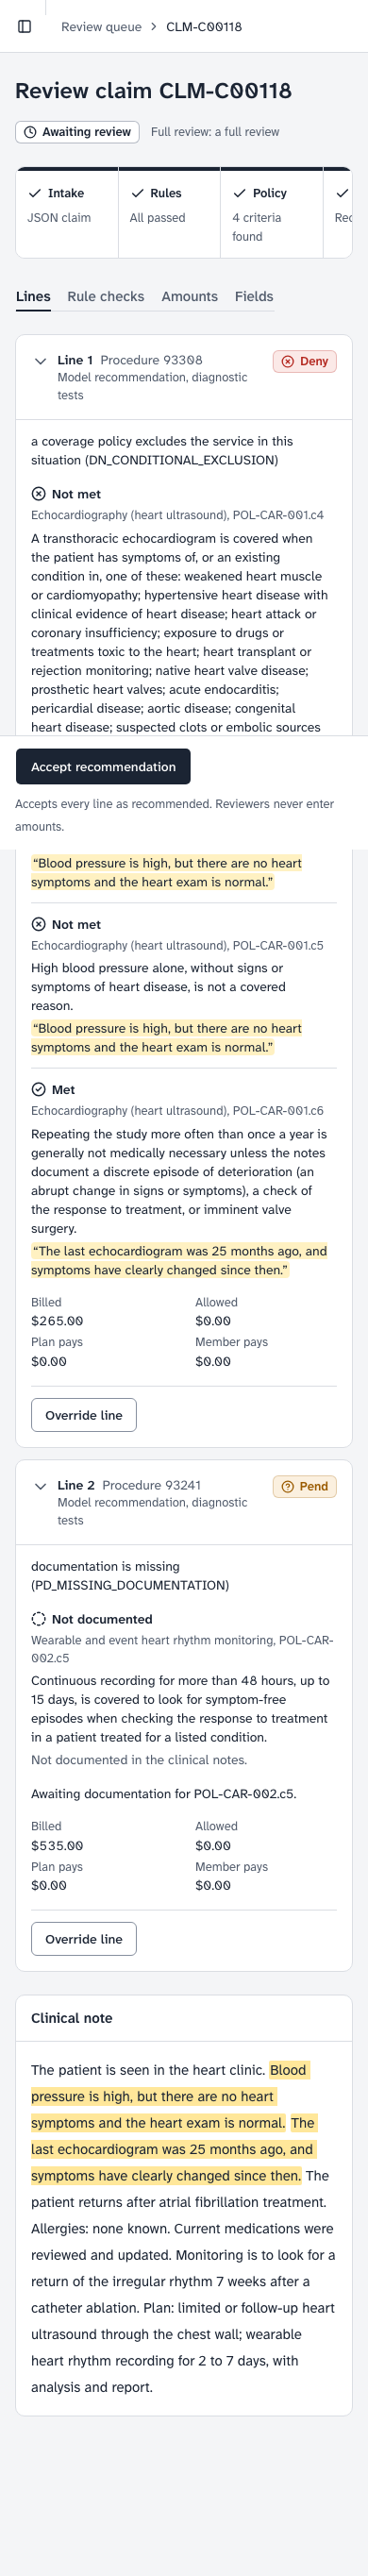 Review queue > CLM-C00118
Review claim CLM-C00118
Awaiting review Full review: a full review
Intake
JSON claim
Rules
All passed
Policy
4 criteria
found
Lines Rule checks Amounts Fields
Line 1 Procedure 93308
Model recommendation, diagnostic
tests
Deny
a coverage policy excludes the service in this
situation (DN_CONDITIONAL_EXCLUSION)
Not met
Echocardiography (heart ultrasound), POL-CAR-001.c4
A transthoracic echocardiogram is covered when
the patient has symptoms of, or an existing
condition in, one of these: weakened heart muscle
or cardiomyopathy; hypertensive heart disease with
clinical evidence of heart disease; heart attack or
coronary insufficiency; exposure to drugs or
treatments toxic to the heart; heart transplant or
rejection monitoring; native heart valve disease;
prosthetic heart valves; acute endocarditis;
pericardial disease; aortic disease; congenital
heart disease; suspected clots or embolic sources
Accept recommendation
Accepts every line as recommended. Reviewers never enter
amounts.
“Blood pressure is high, but there are no heart
symptoms and the heart exam is normal.”
Not met
Echocardiography (heart ultrasound), POL-CAR-001.c5
High blood pressure alone, without signs or
symptoms of heart disease, is not a covered
reason.
“Blood pressure is high, but there are no heart
symptoms and the heart exam is normal.”
Met
Echocardiography (heart ultrasound), POL-CAR-001.c6
Repeating the study more often than once a year is
generally not medically necessary unless the notes
document a discrete episode of deterioration (an
abrupt change in signs or symptoms), a check of
the response to treatment, or imminent valve
surgery.
“The last echocardiogram was 25 months ago, and
symptoms have clearly changed since then.”
Billed Allowed
$265.00 $0.00
Plan pays Member pays
$0.00 $0.00
Override line
Line 2 Procedure 93241
Model recommendation, diagnostic
tests
Pend
documentation is missing
(PD_MISSING_DOCUMENTATION)
Not documented
Wearable and event heart rhythm monitoring, POL-CAR-
002.c5
Continuous recording for more than 48 hours, up to
15 days, is covered to look for symptom-free
episodes when checking the response to treatment
in a patient treated for a listed condition.
Not documented in the clinical notes.
Awaiting documentation for POL-CAR-002.c5.
Billed Allowed
$535.00 $0.00
Plan pays Member pays
$0.00 $0.00
Override line
Clinical note
The patient is seen in the heart clinic. Blood
pressure is high, but there are no heart
symptoms and the heart exam is normal. The
last echocardiogram was 25 months ago, and
symptoms have clearly changed since then. The
patient returns after atrial fibrillation treatment.
Allergies: none known. Current medications were
reviewed and updated. Monitoring is to look for a
return of the irregular rhythm 7 weeks after a
catheter ablation. Plan: limited or follow-up heart
ultrasound through the chest wall; wearable
heart rhythm recording for 2 to 7 days, with
analysis and report.